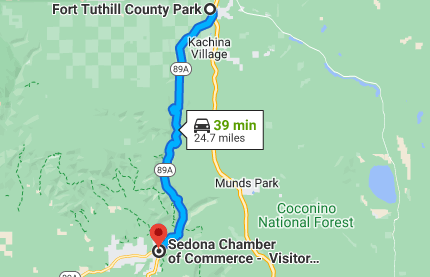 Fort Tuthill County Park
Kachina
Village
89A
39 min
24.7 miles
89A
Munds Park
Coconino
National Forest
Sedona Chamber
of Commerce - Visitor...